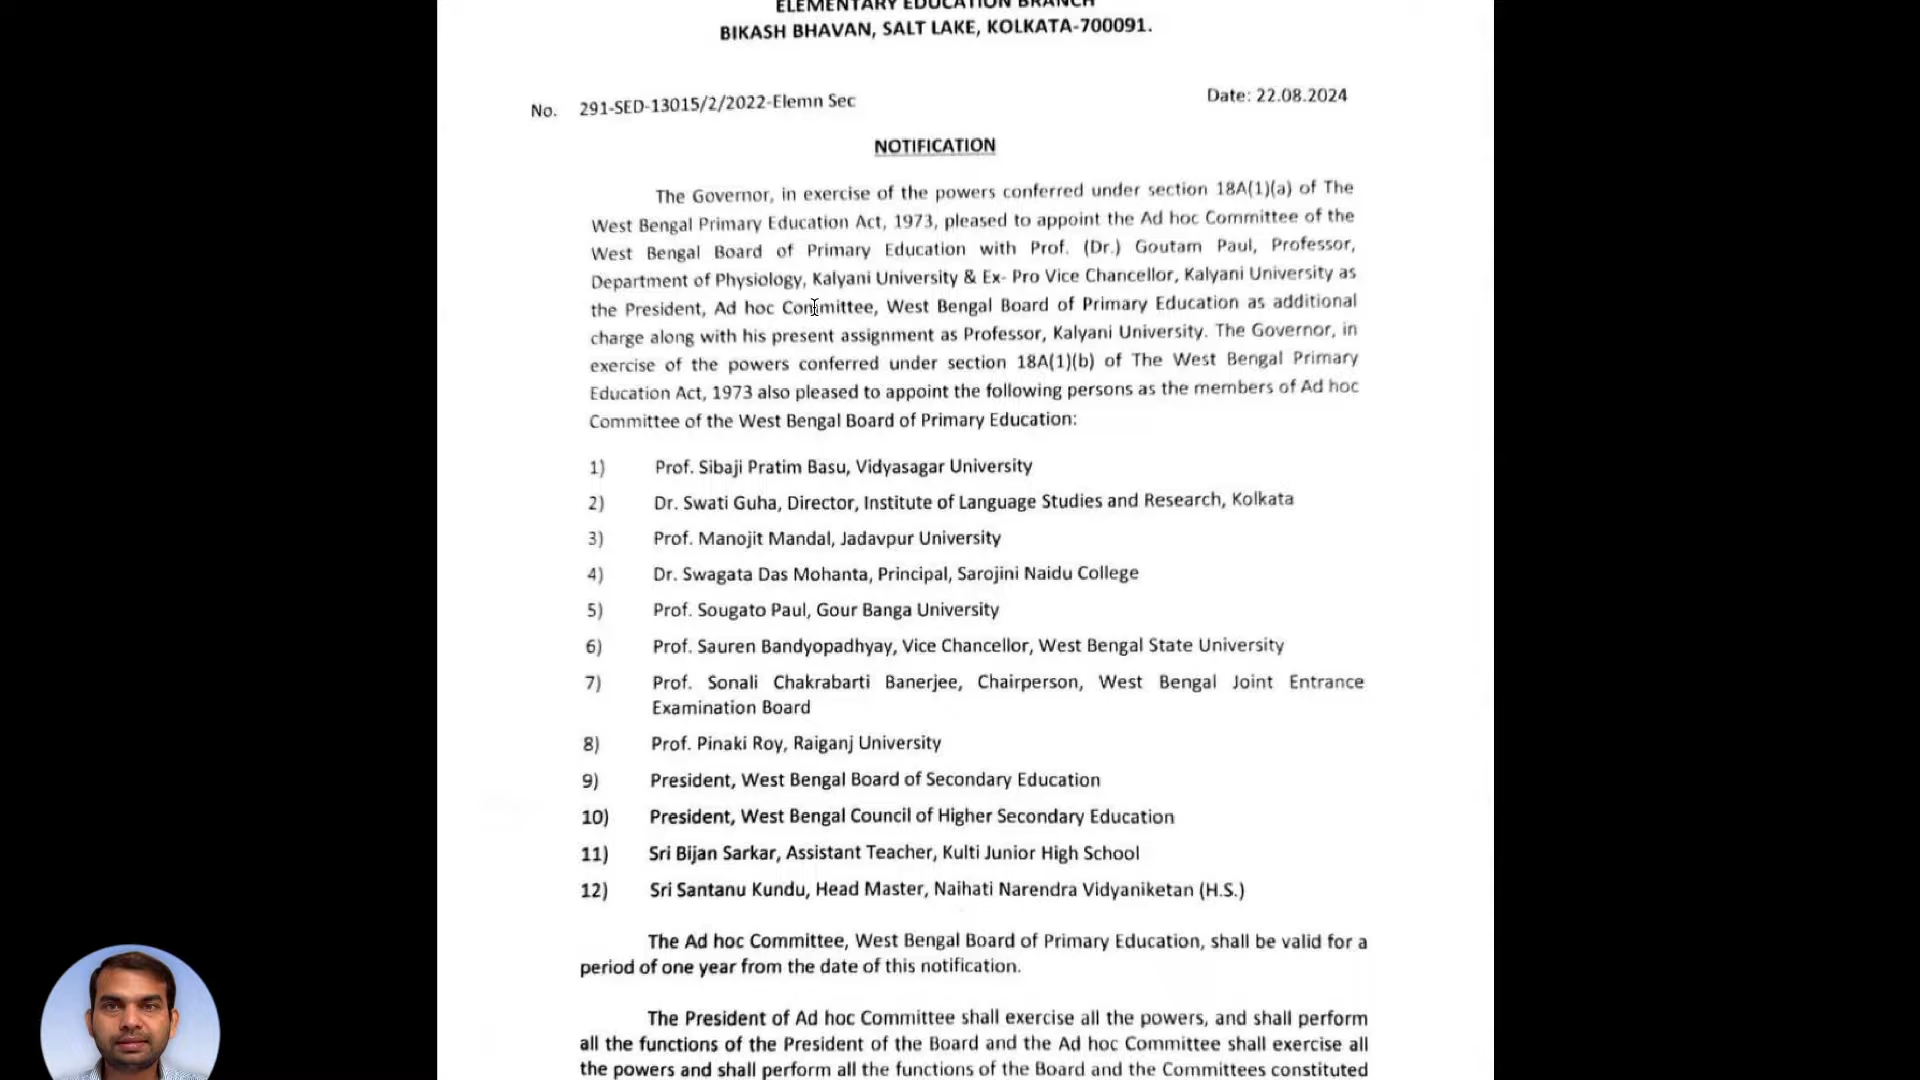 ELEMENTARY EDUCATION BRANCH
BIKASH BHAVAN, SALT LAKE, KOLKATA-700091.
No. 291-SED-13015/2/2022-Elemn Sec Date: 22.08.2024
NOTIFICATION
The Governor, in exercise of the powers conferred under section 18A(1)(a) of The
West Bengal Primary Education Act, 1973, pleased to appoint the Ad hoc Committee of the
West Bengal Board of Primary Education with Prof. (Dr.) Goutam Paul, Professor,
Department of Physiology, Kalyani University & Ex- Pro Vice Chancellor, Kalyani University as
the President, Ad hoc Committee, West Bengal Board of Primary Education as additional
charge along with his present assignment as Professor, Kalyani University. The Governor, in
exercise of the powers conferred under section 18A(1)(b) of The West Bengal Primary
Education Act, 1973 also pleased to appoint the following persons as the members of Ad hoc
Committee of the West Bengal Board of Primary Education:
1) Prof. Sibaji Pratim Basu, Vidyasagar University
2) Dr. Swati Guha, Director, Institute of Language Studies and Research, Kolkata
3) Prof. Manojit Mandal, Jadavpur University
4) Dr. Swagata Das Mohanta, Principal, Sarojini Naidu College
5) Prof. Sougato Paul, Gour Banga University
6) Prof. Sauren Bandyopadhyay, Vice Chancellor, West Bengal State University
7) Prof. Sonali Chakrabarti Banerjee, Chairperson, West Bengal Joint Entrance
Examination Board
8) Prof. Pinaki Roy, Raiganj University
9) President, West Bengal Board of Secondary Education
10) President, West Bengal Council of Higher Secondary Education
11) Sri Bijan Sarkar, Assistant Teacher, Kulti Junior High School
12) Sri Santanu Kundu, Head Master, Naihati Narendra Vidyaniketan (H.S.)
The Ad hoc Committee, West Bengal Board of Primary Education, shall be valid for a
period of one year from the date of this notification.
The President of Ad hoc Committee shall exercise all the powers, and shall perform
all the functions of the President of the Board and the Ad hoc Committee shall exercise all
the powers and shall perform all the functions of the Board and the Committees constituted